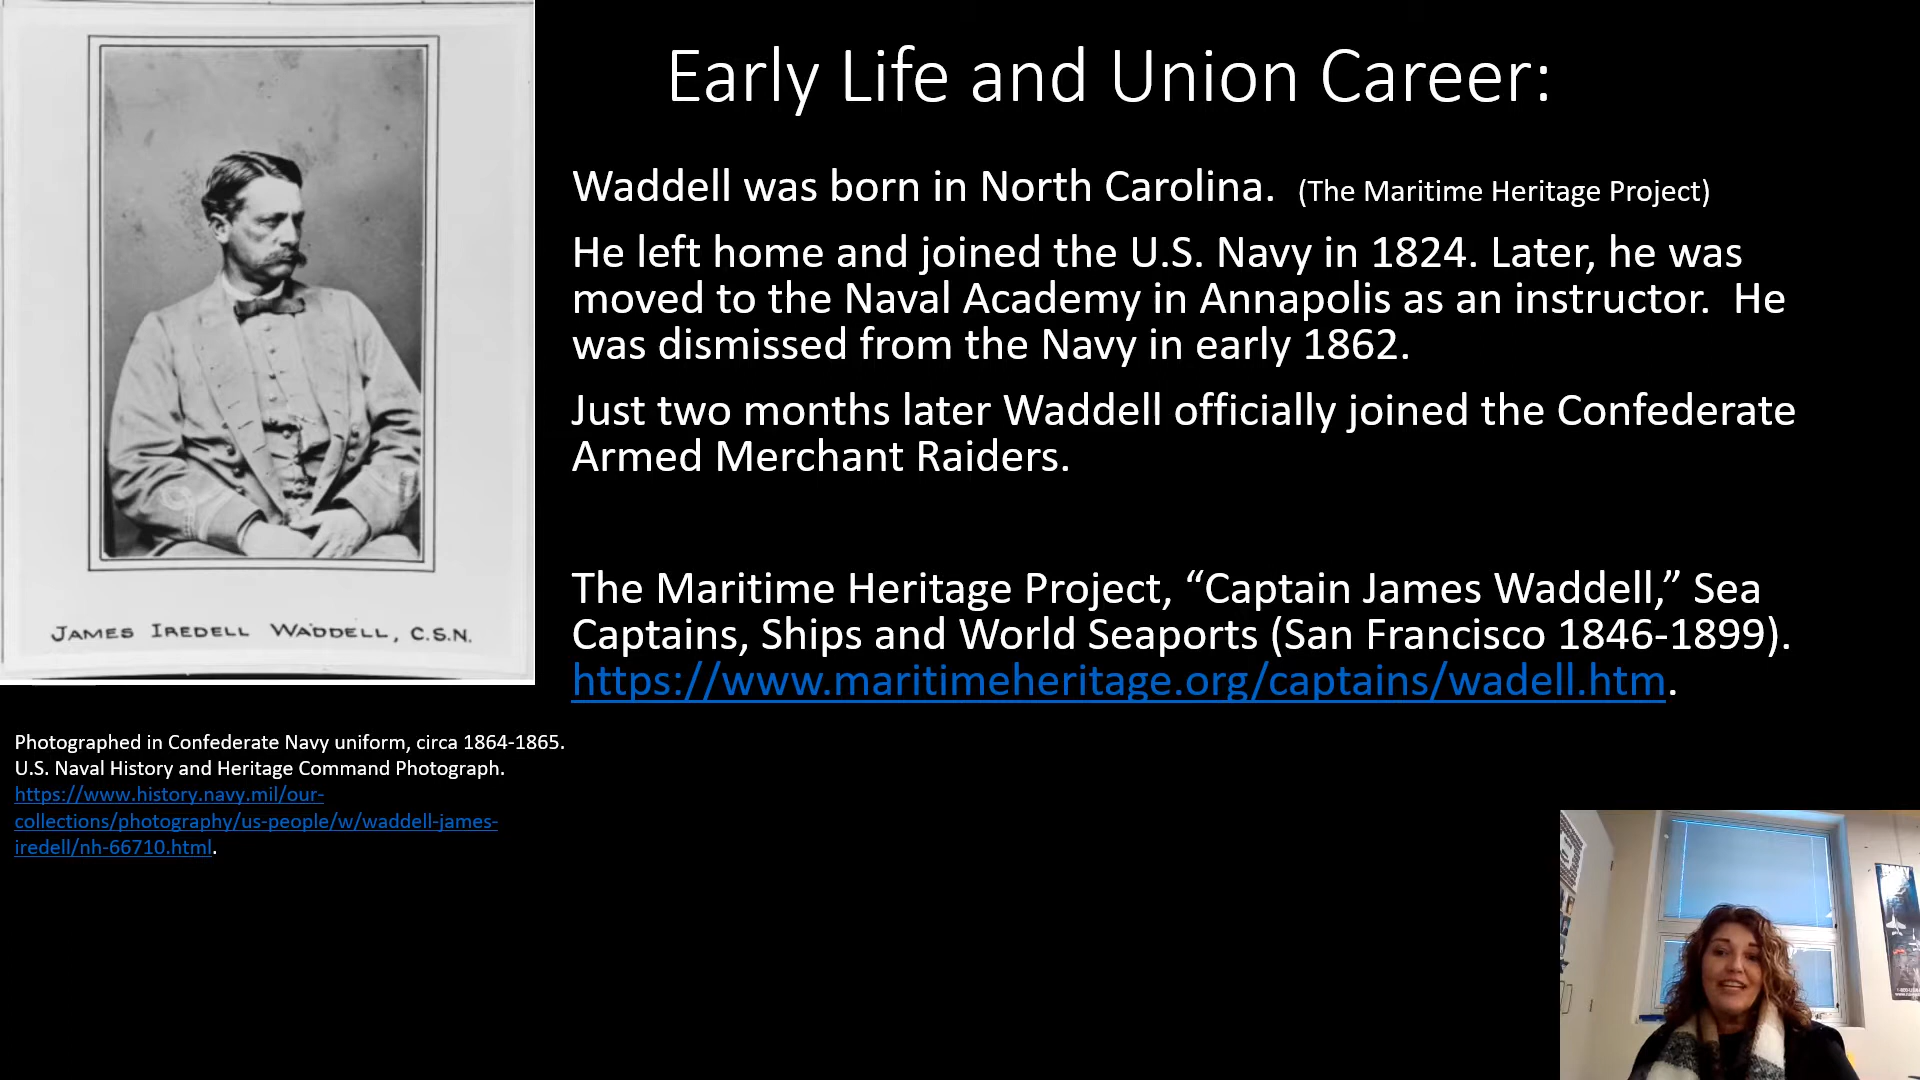 Early Life and Union Career:
Waddell was born in North Carolina. (The Maritime Heritage Project)
He left home and joined the U.S. Navy in 1824. Later, he was
moved to the Naval Academy in Annapolis as an instructor. He
was dismissed from the Navy in early 1862.
Just two months later Waddell officially joined the Confederate
Armed Merchant Raiders.
The Maritime Heritage Project, “Captain James Waddell,” Sea
Captains, Ships and World Seaports (San Francisco 1846-1899).
https://www.maritimeheritage.org/captains/wadell.htm.
JAMES IREDELL WADDELL, C.S.N.
Photographed in Confederate Navy uniform, circa 1864-1865.
U.S. Naval History and Heritage Command Photograph.
https://www.history.navy.mil/our-
collections/photography/us-people/w/waddell-james-
iredell/nh-66710.html.